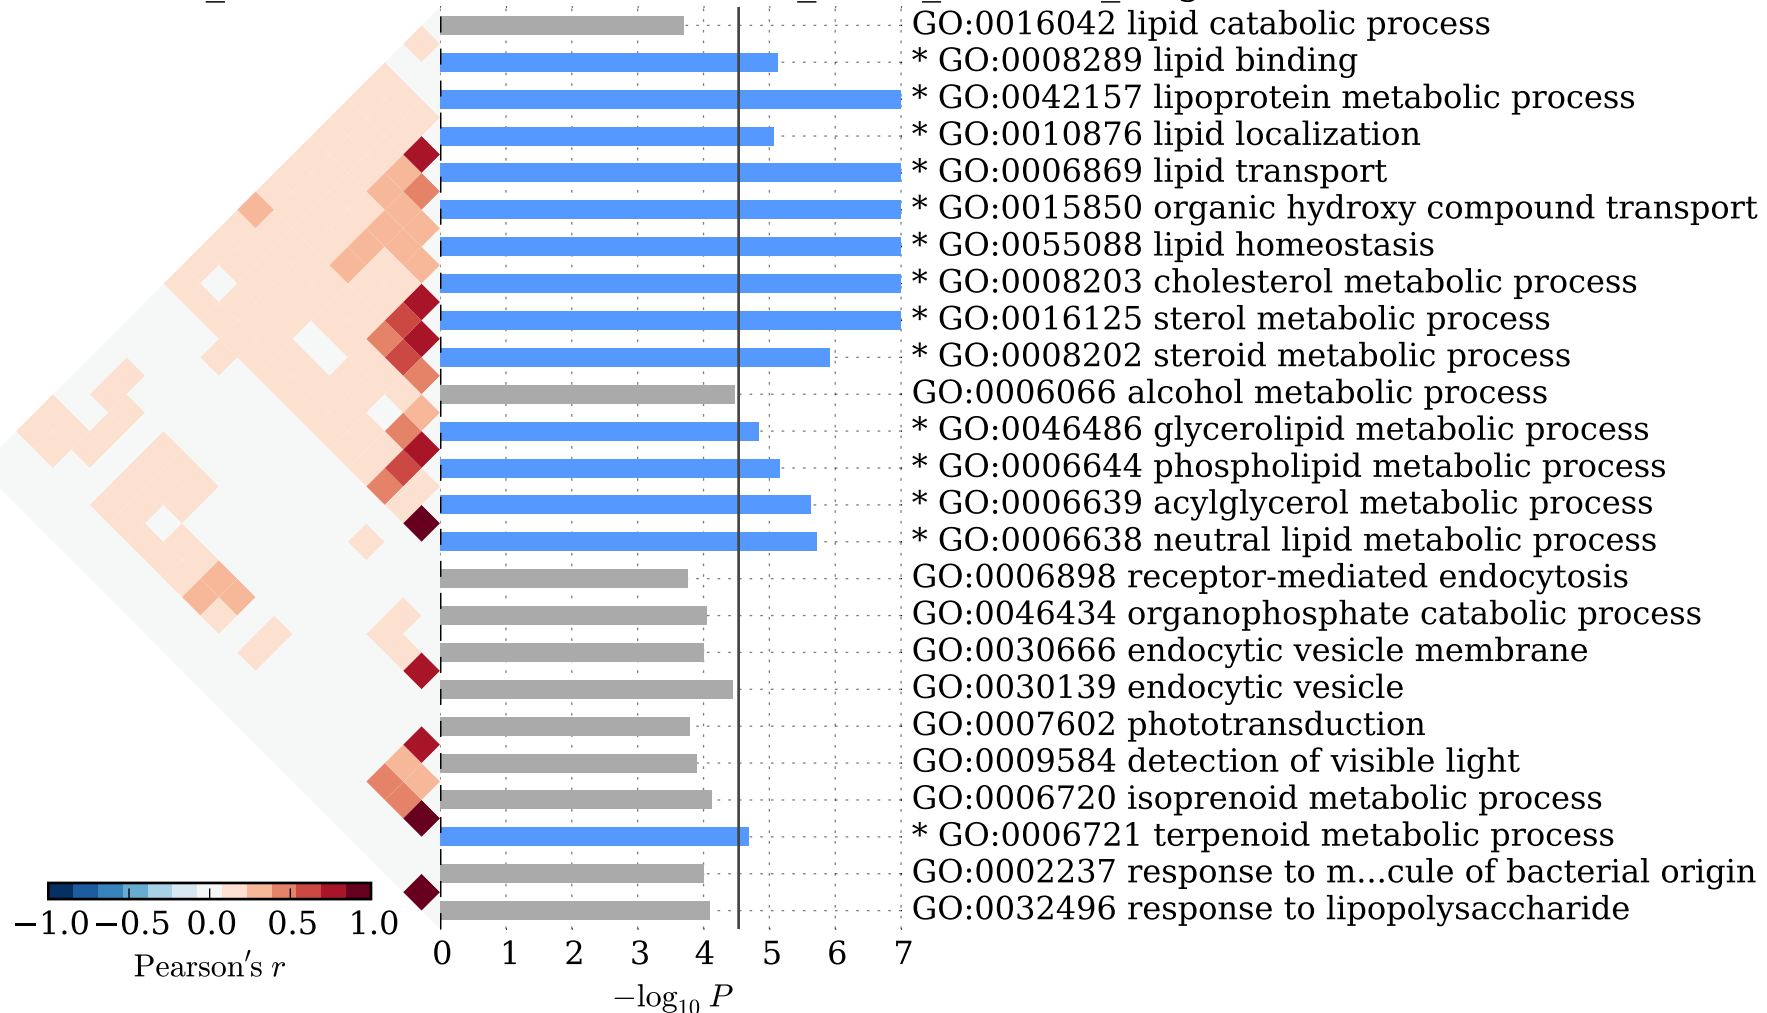 GO:0016042 lipid catabolic process
* GO:0008289 lipid binding
* GO:0042157 lipoprotein metabolic process
* GO:0010876 lipid localization
* GO:0006869 lipid transport
* GO:0015850 organic hydroxy compound transport
* GO:0055088 lipid homeostasis
* GO:0008203 cholesterol metabolic process
* GO:0016125 sterol metabolic process
* GO:0008202 steroid metabolic process
GO:0006066 alcohol metabolic process
* GO:0046486 glycerolipid metabolic process
* GO:0006644 phospholipid metabolic process
* GO:0006639 acylglycerol metabolic process
* GO:0006638 neutral lipid metabolic process
GO:0006898 receptor-mediated endocytosis
GO:0046434 organophosphate catabolic process
GO:0030666 endocytic vesicle membrane
GO:0030139 endocytic vesicle
GO:0007602 phototransduction
GO:0009584 detection of visible light
GO:0006720 isoprenoid metabolic process
* GO:0006721 terpenoid metabolic process
GO:0002237 response to m...cule of bacterial origin
GO:0032496 response to lipopolysaccharide
−1.0 −0.5 0.0 0.5 1.0
Pearson′s r
0 1 2 3 4 5 6 7
−log₁₀ P